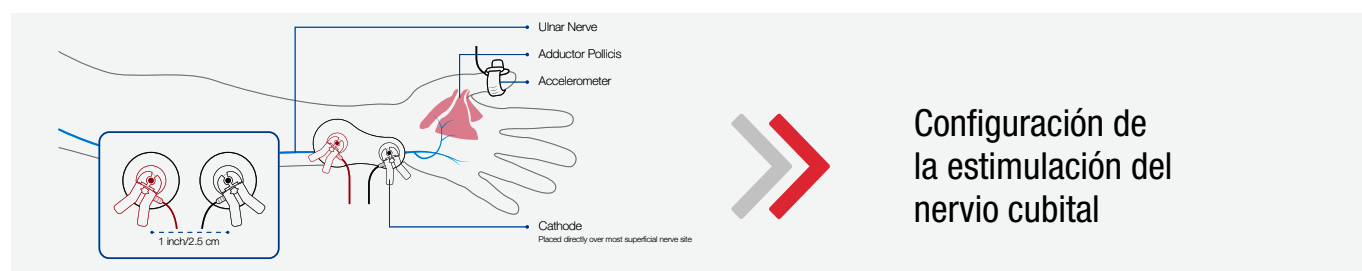 Ulnar Nerve
Adductor Pollicis
Accelerometer
1 inch/2.5 cm
Cathode
Placed directly over most superficial nerve site
Configuración de
la estimulación del
nervio cubital